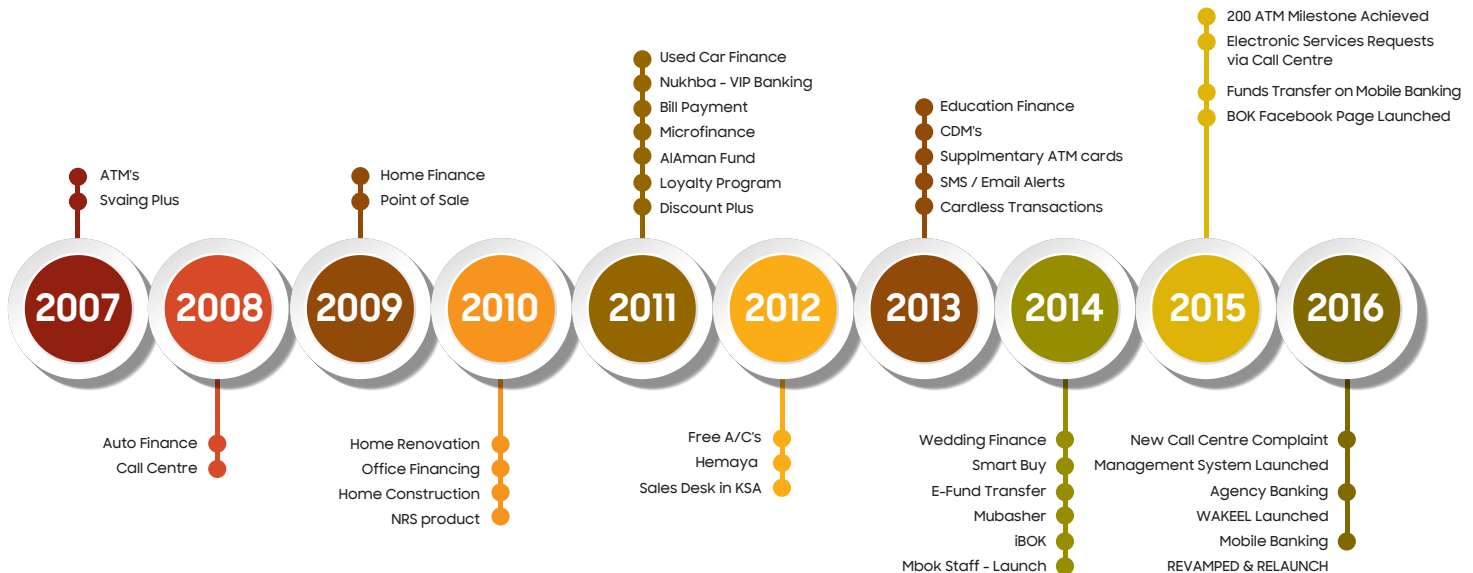 200 ATM Milestone Achieved
Electronic Services Requests
via Call Centre
Funds Transfer on Mobile Banking
BOK Facebook Page Launched
Used Car Finance
Nukhba - VIP Banking
Bill Payment
Microfinance
AlAman Fund
Loyalty Program
Discount Plus
Education Finance
CDM's
Supplmentary ATM cards
SMS / Email Alerts
Cardless Transactions
ATM's
Svaing Plus
Home Finance
Point of Sale
2007
2008
2009
2010
2011
2012
2013
2014
2015
2016
Auto Finance
Call Centre
Home Renovation
Office Financing
Home Construction
NRS product
Free A/C's
Hemaya
Sales Desk in KSA
Wedding Finance
Smart Buy
E-Fund Transfer
Mubasher
iBOK
Mbok Staff - Launch
New Call Centre Complaint
Management System Launched
Agency Banking
WAKEEL Launched
Mobile Banking
REVAMPED & RELAUNCH